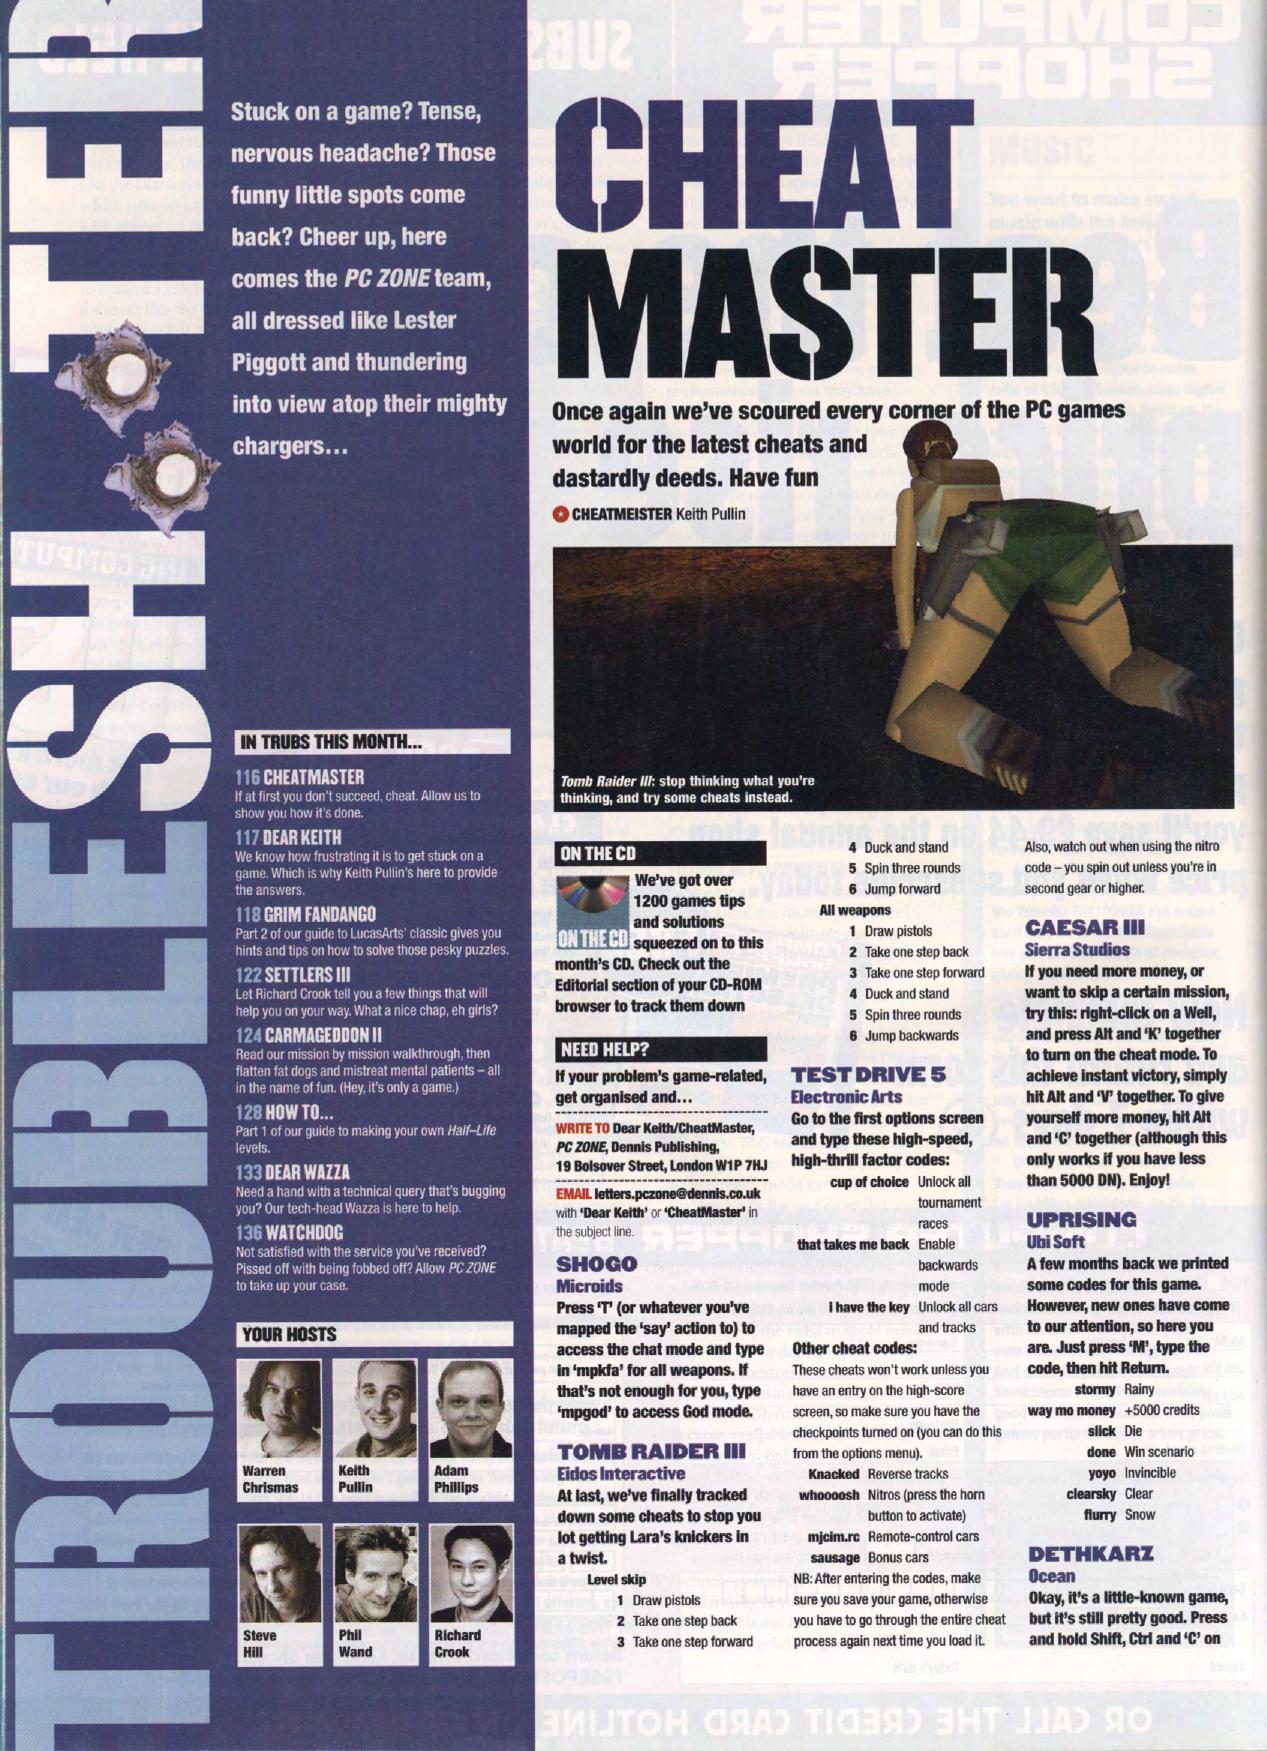 TROUBLESHOOTER
Stuck on a game? Tense,
nervous headache? Those
funny little spots come
back? Cheer up, here
comes the PC ZONE team,
all dressed like Lester
Piggott and thundering
into view atop their mighty
chargers...
IN TRUBS THIS MONTH...
116 CHEATMASTER
If at first you don't succeed, cheat. Allow us to
show you how it's done.
117 DEAR KEITH
We know how frustrating it is to get stuck on a
game. Which is why Keith Pullin's here to provide
the answers.
118 GRIM FANDANGO
Part 2 of our guide to LucasArts' classic gives you
hints and tips on how to solve those pesky puzzles.
122 SETTLERS III
Let Richard Crook tell you a few things that will
help you on your way. What a nice chap, eh girls?
124 CARMAGEDDON II
Read our mission by mission walkthrough, then
flatten fat dogs and mistreat mental patients – all
in the name of fun. (Hey, it's only a game.)
128 HOW TO...
Part 1 of our guide to making your own Half–Life
levels.
133 DEAR WAZZA
Need a hand with a technical query that's bugging
you? Our tech-head Wazza is here to help.
136 WATCHDOG
Not satisfied with the service you've received?
Pissed off with being fobbed off? Allow PC ZONE
to take up your case.
YOUR HOSTS
Warren
Chrismas
Keith
Pullin
Adam
Phillips
Steve
Hill
Phil
Wand
Richard
Crook
CHEAT
MASTER
Once again we've scoured every corner of the PC games
world for the latest cheats and
dastardly deeds. Have fun
CHEATMEISTER Keith Pullin
Tomb Raider III: stop thinking what you're
thinking, and try some cheats instead.
ON THE CD
ON THE CD
We've got over
1200 games tips
and solutions
squeezed on to this
month's CD. Check out the
Editorial section of your CD-ROM
browser to track them down
NEED HELP?
If your problem's game-related,
get organised and...
WRITE TO Dear Keith/CheatMaster,
PC ZONE, Dennis Publishing,
19 Bolsover Street, London W1P 7HJ
EMAIL letters.pczone@dennis.co.uk
with 'Dear Keith' or 'CheatMaster' in
the subject line.
SHOGO
Microids
Press 'T' (or whatever you've
mapped the 'say' action to) to
access the chat mode and type
in 'mpkfa' for all weapons. If
that's not enough for you, type
'mpgod' to access God mode.
TOMB RAIDER III
Eidos Interactive
At last, we've finally tracked
down some cheats to stop you
lot getting Lara's knickers in
a twist.
Level skip
1 Draw pistols
2 Take one step back
3 Take one step forward
4 Duck and stand
5 Spin three rounds
6 Jump forward
All weapons
1 Draw pistols
2 Take one step back
3 Take one step forward
4 Duck and stand
5 Spin three rounds
6 Jump backwards
TEST DRIVE 5
Electronic Arts
Go to the first options screen
and type these high-speed,
high-thrill factor codes:
cup of choice Unlock all
tournament
races
that takes me back Enable
backwards
mode
i have the key Unlock all cars
and tracks
Other cheat codes:
These cheats won't work unless you
have an entry on the high-score
screen, so make sure you have the
checkpoints turned on (you can do this
from the options menu).
Knacked Reverse tracks
whoooosh Nitros (press the horn
button to activate)
mjcim.rc Remote-control cars
sausage Bonus cars
NB: After entering the codes, make
sure you save your game, otherwise
you have to go through the entire cheat
process again next time you load it.
Also, watch out when using the nitro
code – you spin out unless you're in
second gear or higher.
CAESAR III
Sierra Studios
If you need more money, or
want to skip a certain mission,
try this: right-click on a Well,
and press Alt and 'K' together
to turn on the cheat mode. To
achieve instant victory, simply
hit Alt and 'V' together. To give
yourself more money, hit Alt
and 'C' together (although this
only works if you have less
than 5000 DN). Enjoy!
UPRISING
Ubi Soft
A few months back we printed
some codes for this game.
However, new ones have come
to our attention, so here you
are. Just press 'M', type the
code, then hit Return.
stormy Rainy
way mo money +5000 credits
slick Die
done Win scenario
yoyo Invincible
clearsky Clear
flurry Snow
DETHKARZ
Ocean
Okay, it's a little-known game,
but it's still pretty good. Press
and hold Shift, Ctrl and 'C' on